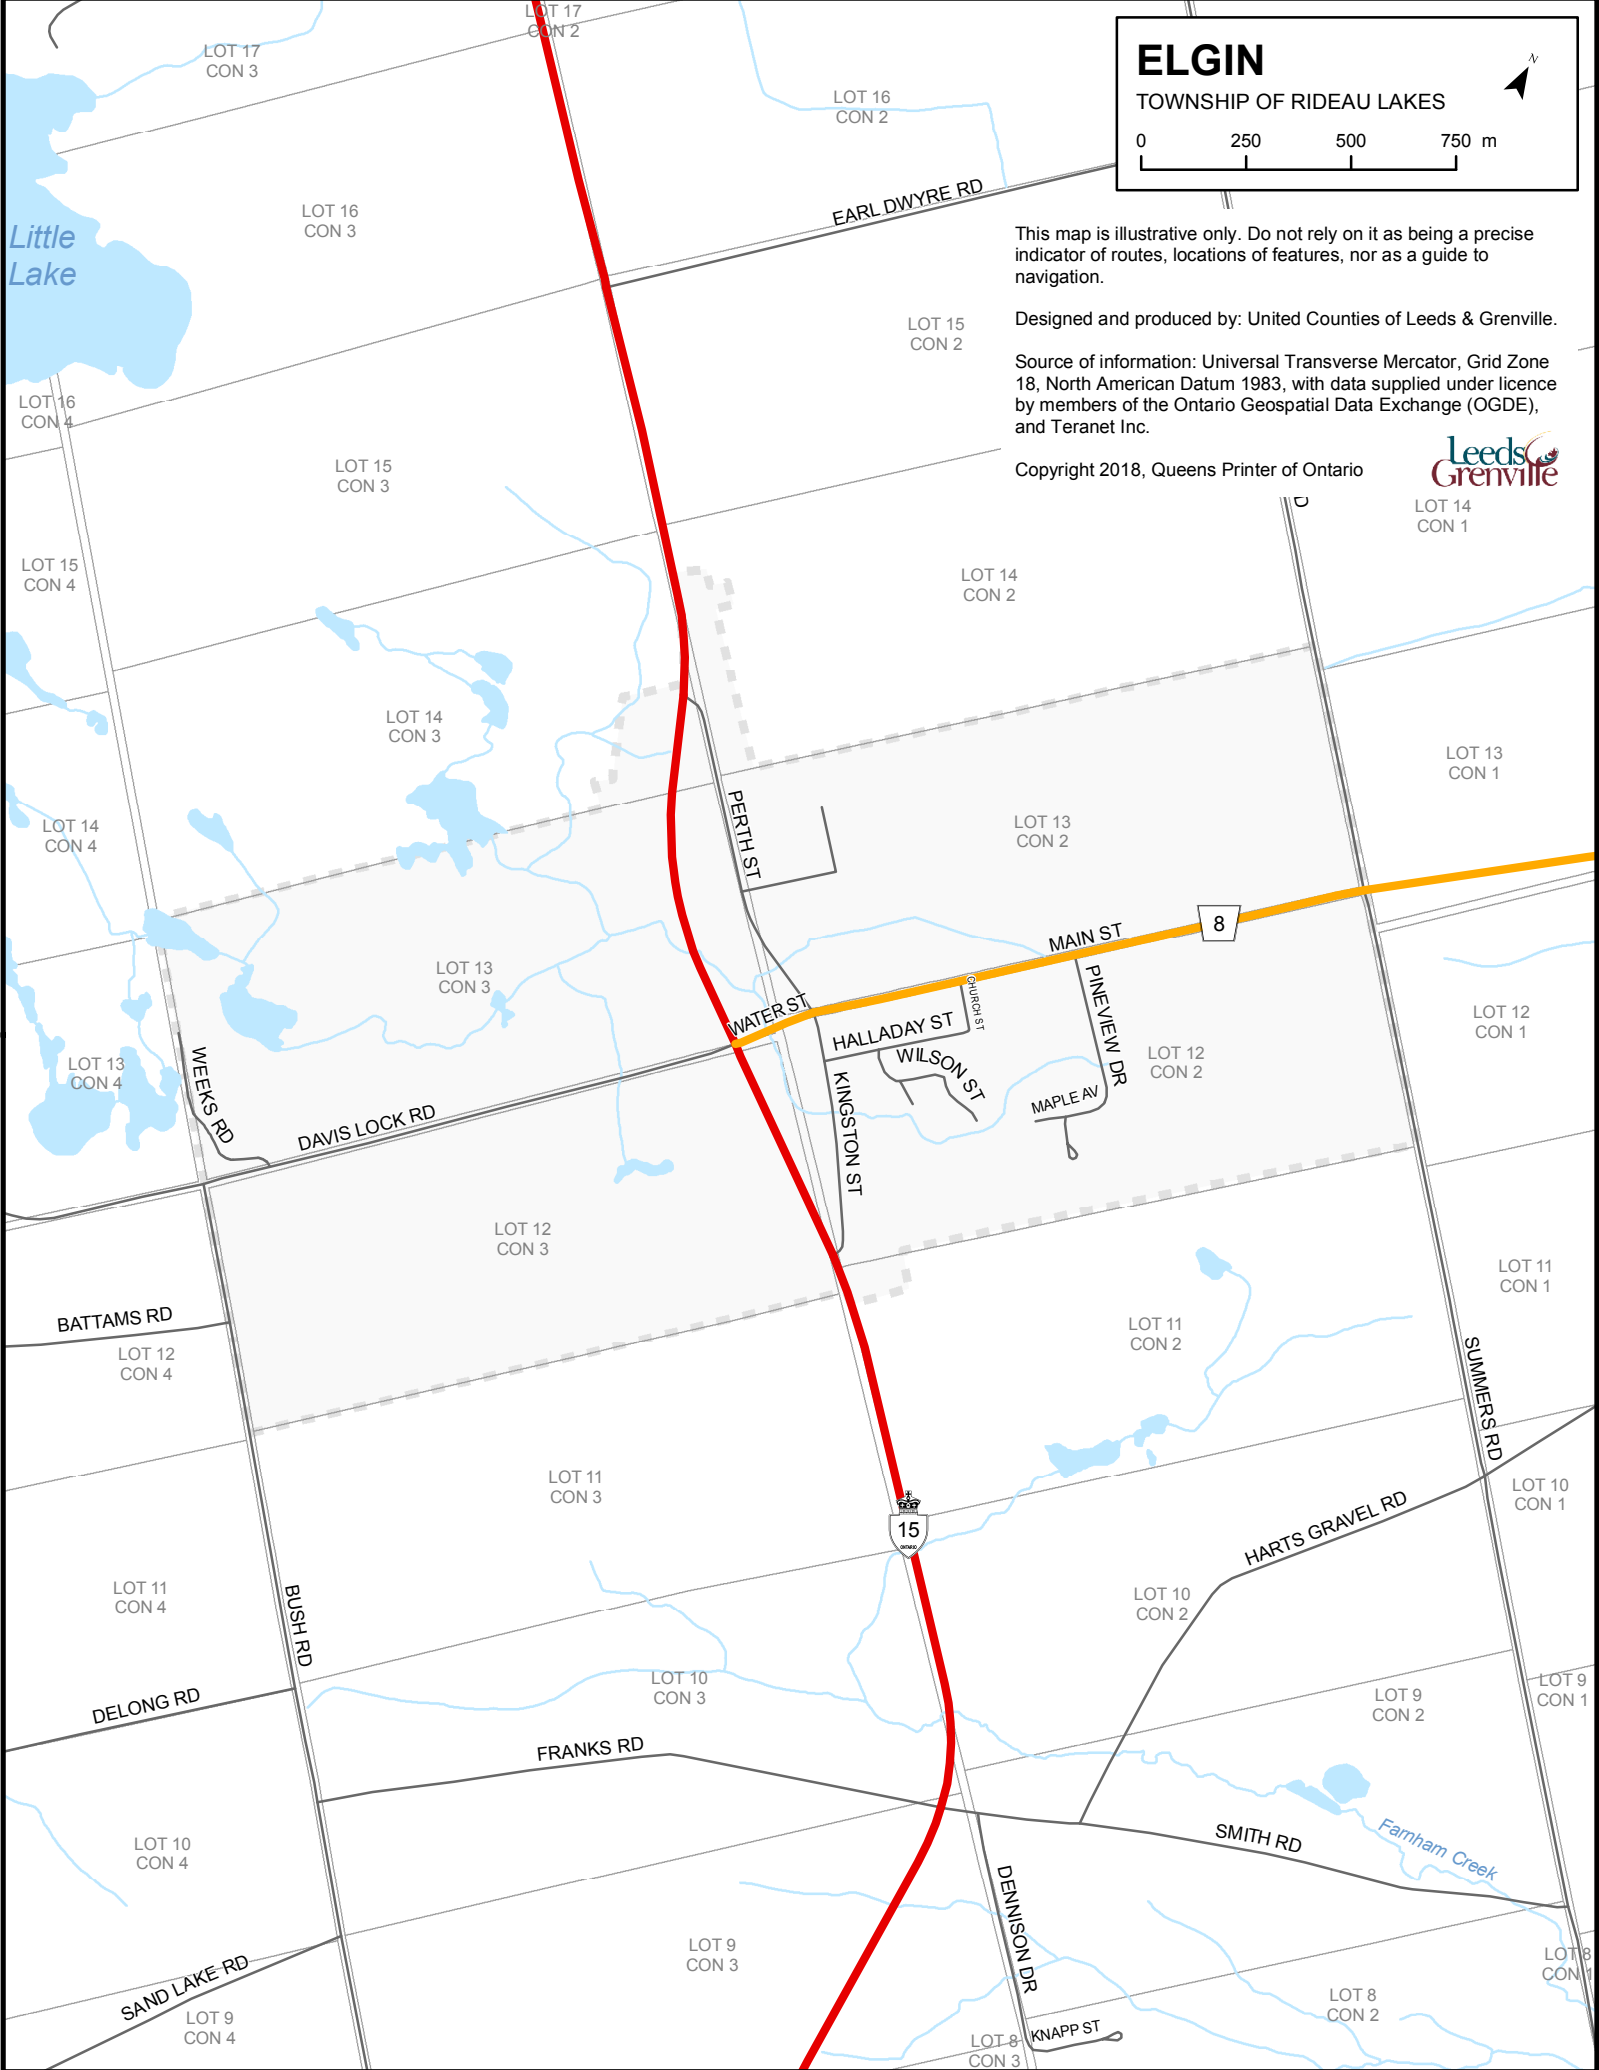 LOT 17
CON 2
LOT 17
CON 3
ELGIN
N
TOWNSHIP OF RIDEAU LAKES
0 250 500 750 m
LOT 16
CON 2
EARL DWYRE RD
LOT 16
CON 3
Little
Lake
This map is illustrative only. Do not rely on it as being a precise
indicator of routes, locations of features, nor as a guide to
navigation.
Designed and produced by: United Counties of Leeds & Grenville.
Source of information: Universal Transverse Mercator, Grid Zone
18, North American Datum 1983, with data supplied under licence
by members of the Ontario Geospatial Data Exchange (OGDE),
and Teranet Inc.
Copyright 2018, Queens Printer of Ontario
Leeds
Grenville
LOT 15
CON 2
LOT 16
CON 4
LOT 15
CON 3
D
LOT 14
CON 1
LOT 15
CON 4
LOT 14
CON 2
LOT 14
CON 3
LOT 13
CON 1
LOT 14
CON 4
PERTH ST
LOT 13
CON 2
8
MAIN ST
LOT 13
CON 3
PINEVIEW DR
CHURCH ST
WATER ST
HALLADAY ST
LOT 12
CON 1
WILSON ST
LOT 12
CON 2
LOT 13
CON 4
WEEKS RD
DAVIS LOCK RD
KINGSTON ST
MAPLE AV
LOT 12
CON 3
LOT 11
CON 1
BATTAMS RD
LOT 12
CON 4
LOT 11
CON 2
SUMMERS RD
LOT 11
CON 3
LOT 10
CON 1
15
ONTARIO
HARTS GRAVEL RD
LOT 11
CON 4
BUSH RD
LOT 10
CON 2
LOT 10
CON 3
LOT 9
CON 1
LOT 9
CON 2
DELONG RD
FRANKS RD
LOT 10
CON 4
SMITH RD
Farnham Creek
DENNISON DR
LOT 9
CON 3
LOT 8
CON 1
SAND LAKE RD
LOT 9
CON 4
LOT 8
CON 2
KNAPP ST
LOT 8
CON 3